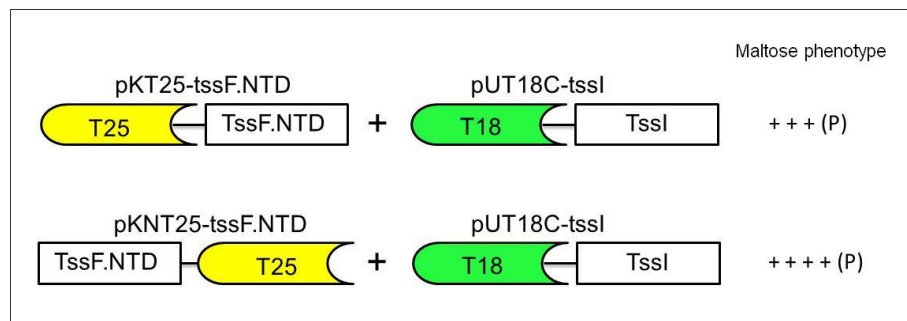 Maltose phenotype
pKT25-tssF.NTD pUT18C-tssI
T25 TssF.NTD + T18 TssI + + + (P)
pKNT25-tssF.NTD pUT18C-tssI
TssF.NTD T25 + T18 TssI + + + + (P)